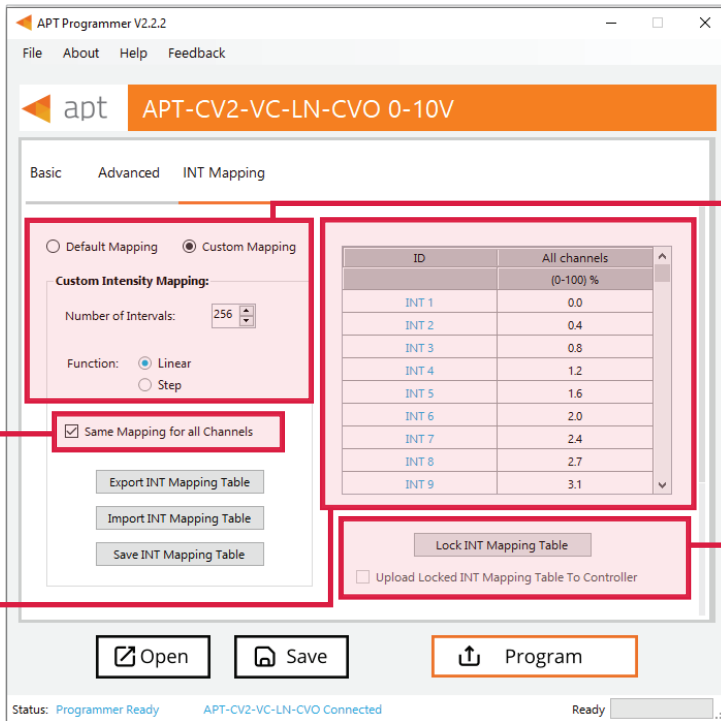 APT Programmer V2.2.2
File About Help Feedback
apt APT-CV2-VC-LN-CVO 0-10V
Basic Advanced INT Mapping
Default Mapping Custom Mapping
Custom Intensity Mapping:
Number of Intervals: 256
Function: Linear
Step
Same Mapping for all Channels
Export INT Mapping Table
Import INT Mapping Table
Save INT Mapping Table
ID All channels
(0-100) %
INT 1 0.0
INT 2 0.4
INT 3 0.8
INT 4 1.2
INT 5 1.6
INT 6 2.0
INT 7 2.4
INT 8 2.7
INT 9 3.1
Lock INT Mapping Table
Upload Locked INT Mapping Table To Controller
Open Save Program
Status: Programmer Ready APT-CV2-VC-LN-CVO Connected Ready